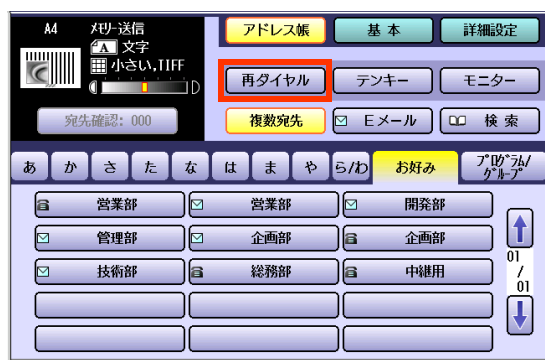 A4 ﾒﾓﾘｰ送信
A 文字
小さい,TIFF
D
宛先確認: 000
アドレス帳 基本 詳細設定
再ダイヤル テンキー モニター
複数宛先 Eメール 検索
あ か さ た な は ま や ら/わ お好み ﾌﾟﾛｸﾞﾗﾑ/ｸﾞﾙｰﾌﾟ
営業部 営業部 開発部
管理部 企画部 企画部
技術部 総務部 中継用
01
/
01